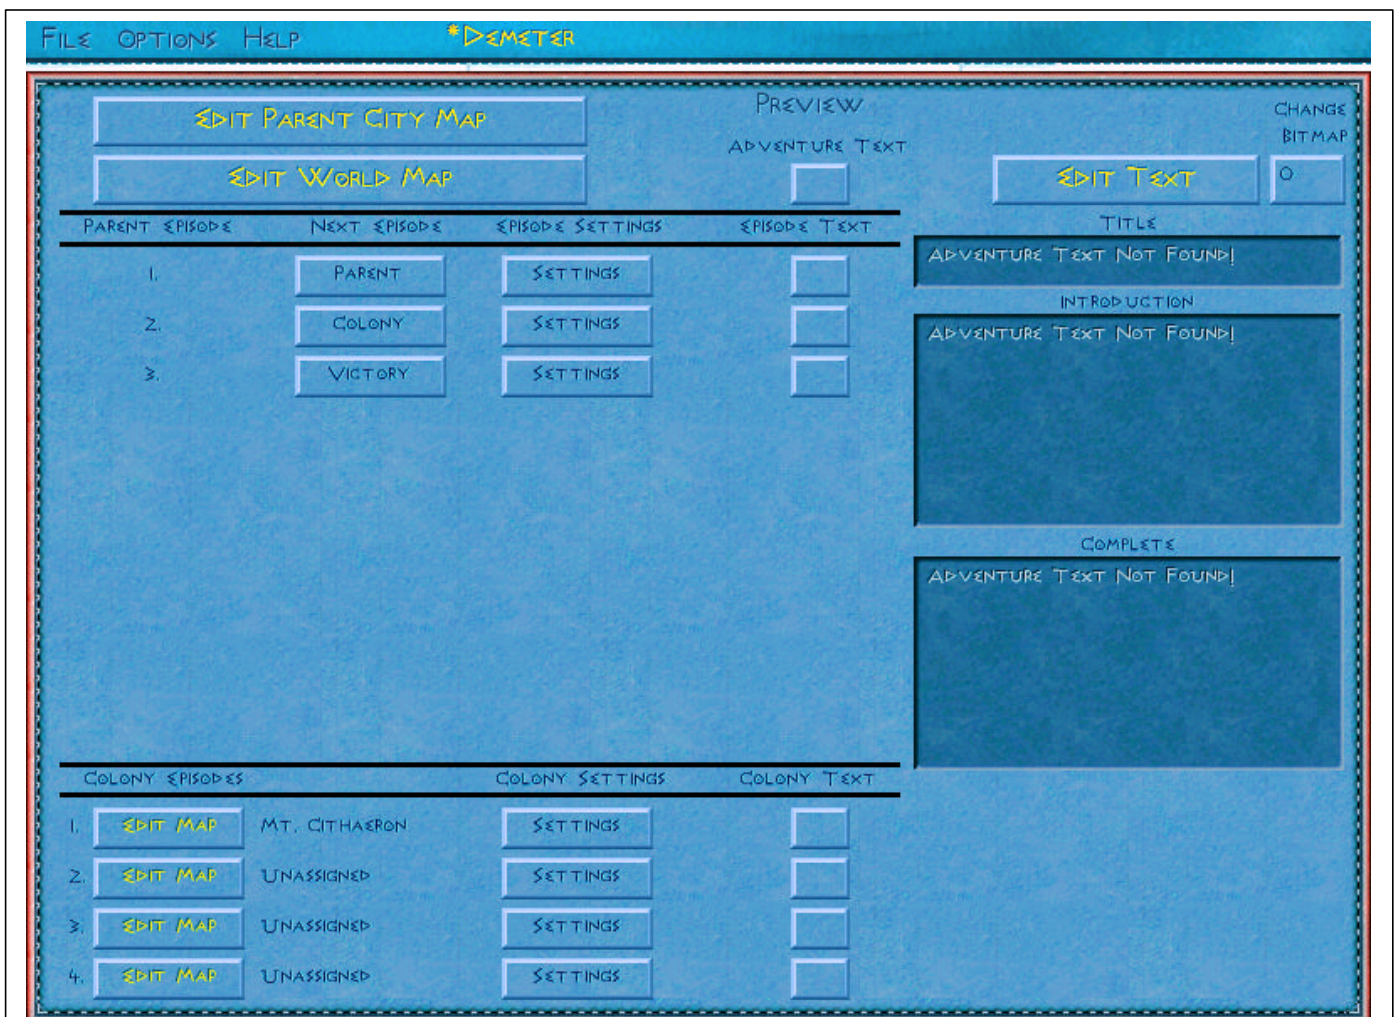 File Options Help *Demeter
Edit Parent City Map
Edit World Map
Preview
Adventure Text
Edit Text
Change
Bitmap
0
Parent Episode Next Episode Episode Settings Episode Text
1. Parent Settings
2. Colony Settings
3. Victory Settings
Title
Adventure Text Not Found!
Introduction
Adventure Text Not Found!
Complete
Adventure Text Not Found!
Colony Episodes Colony Settings Colony Text
1. Edit Map Mt. Cithaeron Settings
2. Edit Map Unassigned Settings
3. Edit Map Unassigned Settings
4. Edit Map Unassigned Settings